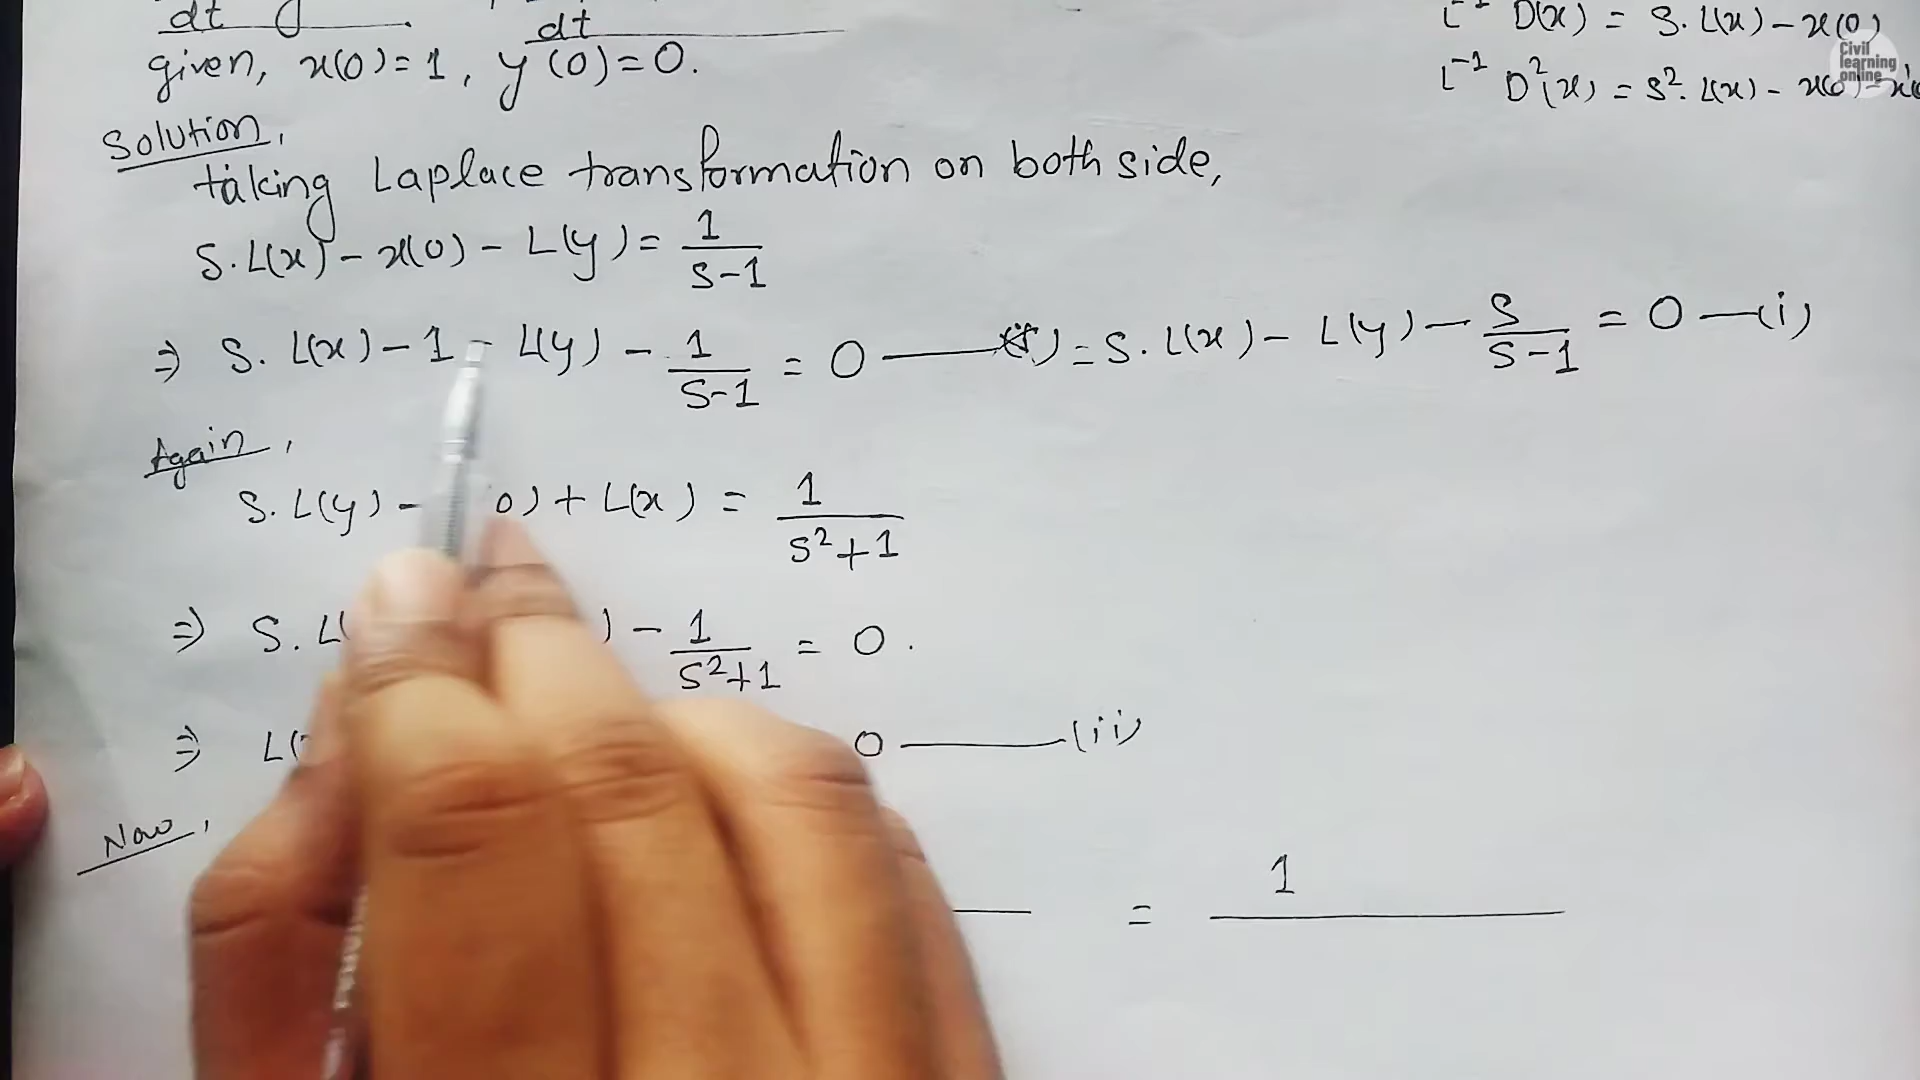 dt y dt
given, x(0)=1, y(0)=0.
L⁻¹ D(x) = S.L(x)-x(0)
L⁻¹ D²(x) = S².L(x)- x(0)-x'(
Civil
learning
online
Solution,
taking Laplace transformation on both side,
S.L(x)-x(0)-L(y)= 1/(S-1)
⇒ S.L(x)-1-L(y)- 1/(S-1) = 0 —— = S.L(x)-L(y)- S/(S-1) = 0 —(i)
Again,
S.L(y)- 0)+L(x) = 1/(S²+1)
⇒ S.L( )- 1/(S²+1) = 0.
⇒ L( 0 ——(ii)
Now,
= 1